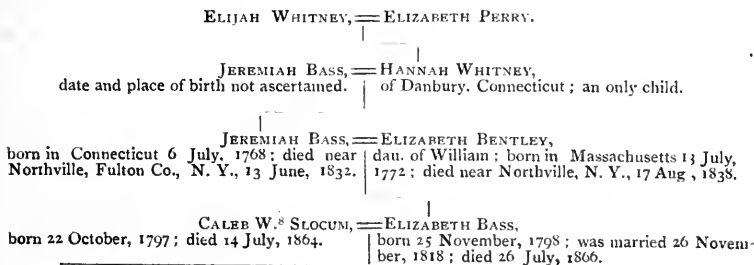 ELIJAH WHITNEY,=ELIZABETH PERRY.
JEREMIAH BASS,=HANNAH WHITNEY,
date and place of birth not ascertained. of Danbury. Connecticut; an only child.
JEREMIAH BASS,=ELIZABETH BENTLEY,
born in Connecticut 6 July, 1768; died near dau. of William; born in Massachusetts 13 July,
Northville, Fulton Co., N. Y., 13 June, 1832. 1772; died near Northville, N. Y., 17 Aug, 1838.
CALEB W.⁸ SLOCUM,=ELIZABETH BASS,
born 22 October, 1797; died 14 July, 1864. born 25 November, 1798; was married 26 Novem-
ber, 1818; died 26 July, 1866.